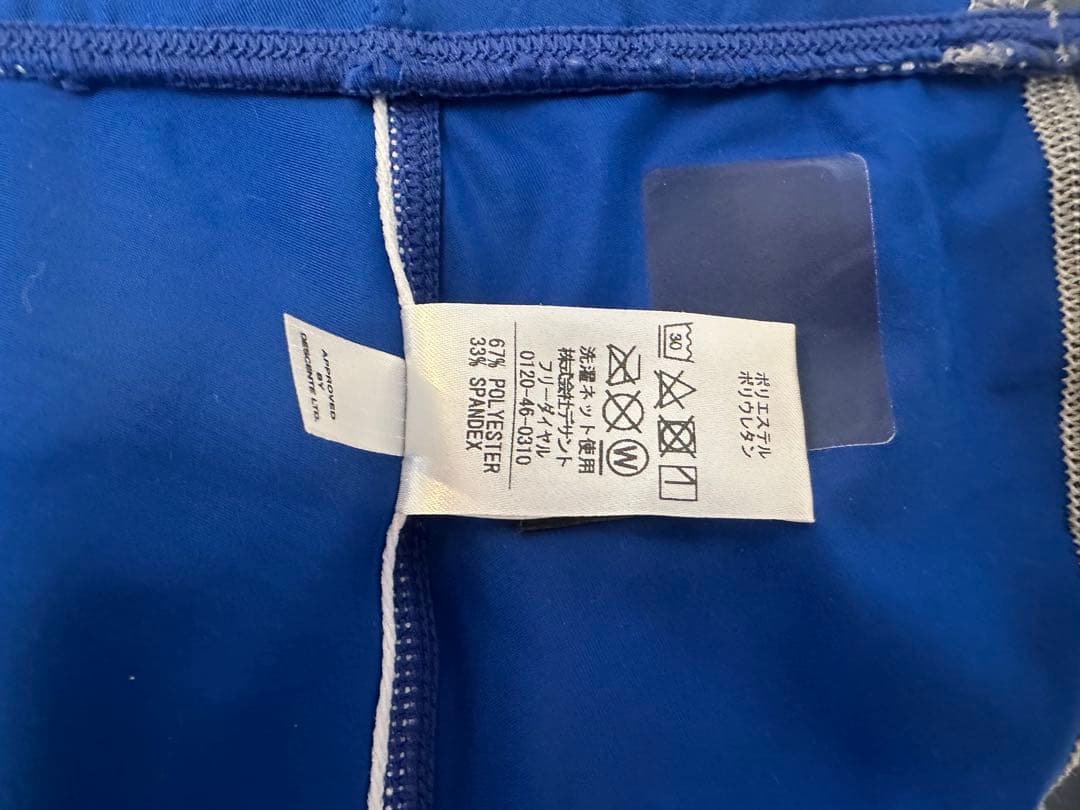 APPROVED
BY
DESCENTE LTD.
ポリエステル
ポリウレタン
30
W
洗濯ネット使用
株式会社デサント
フリーダイヤル
0120-46-0310
67% POLYESTER
33% SPANDEX